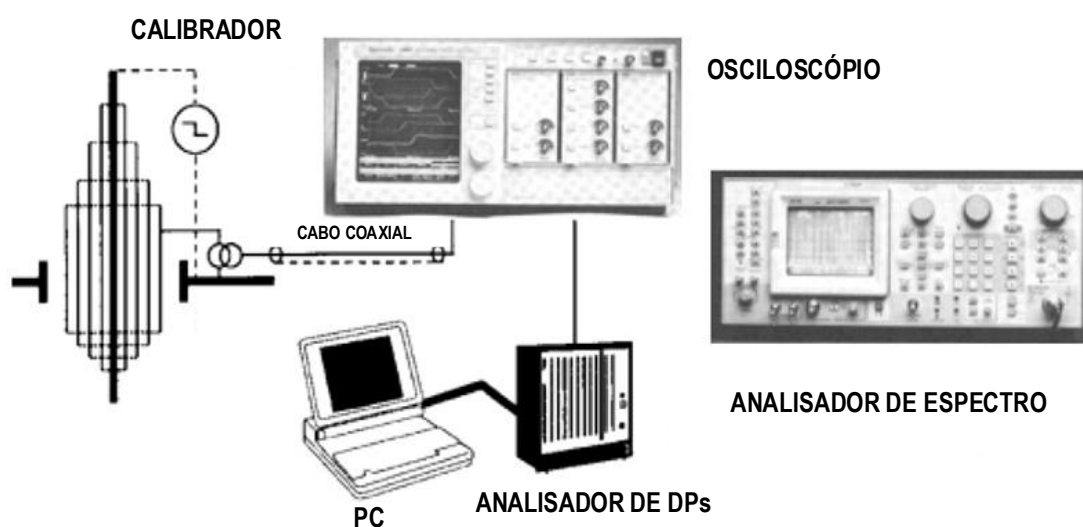 CALIBRADOR
OSCILOSCÓPIO
CABO COAXIAL
ANALISADOR DE ESPECTRO
ANALISADOR DE DPs
PC